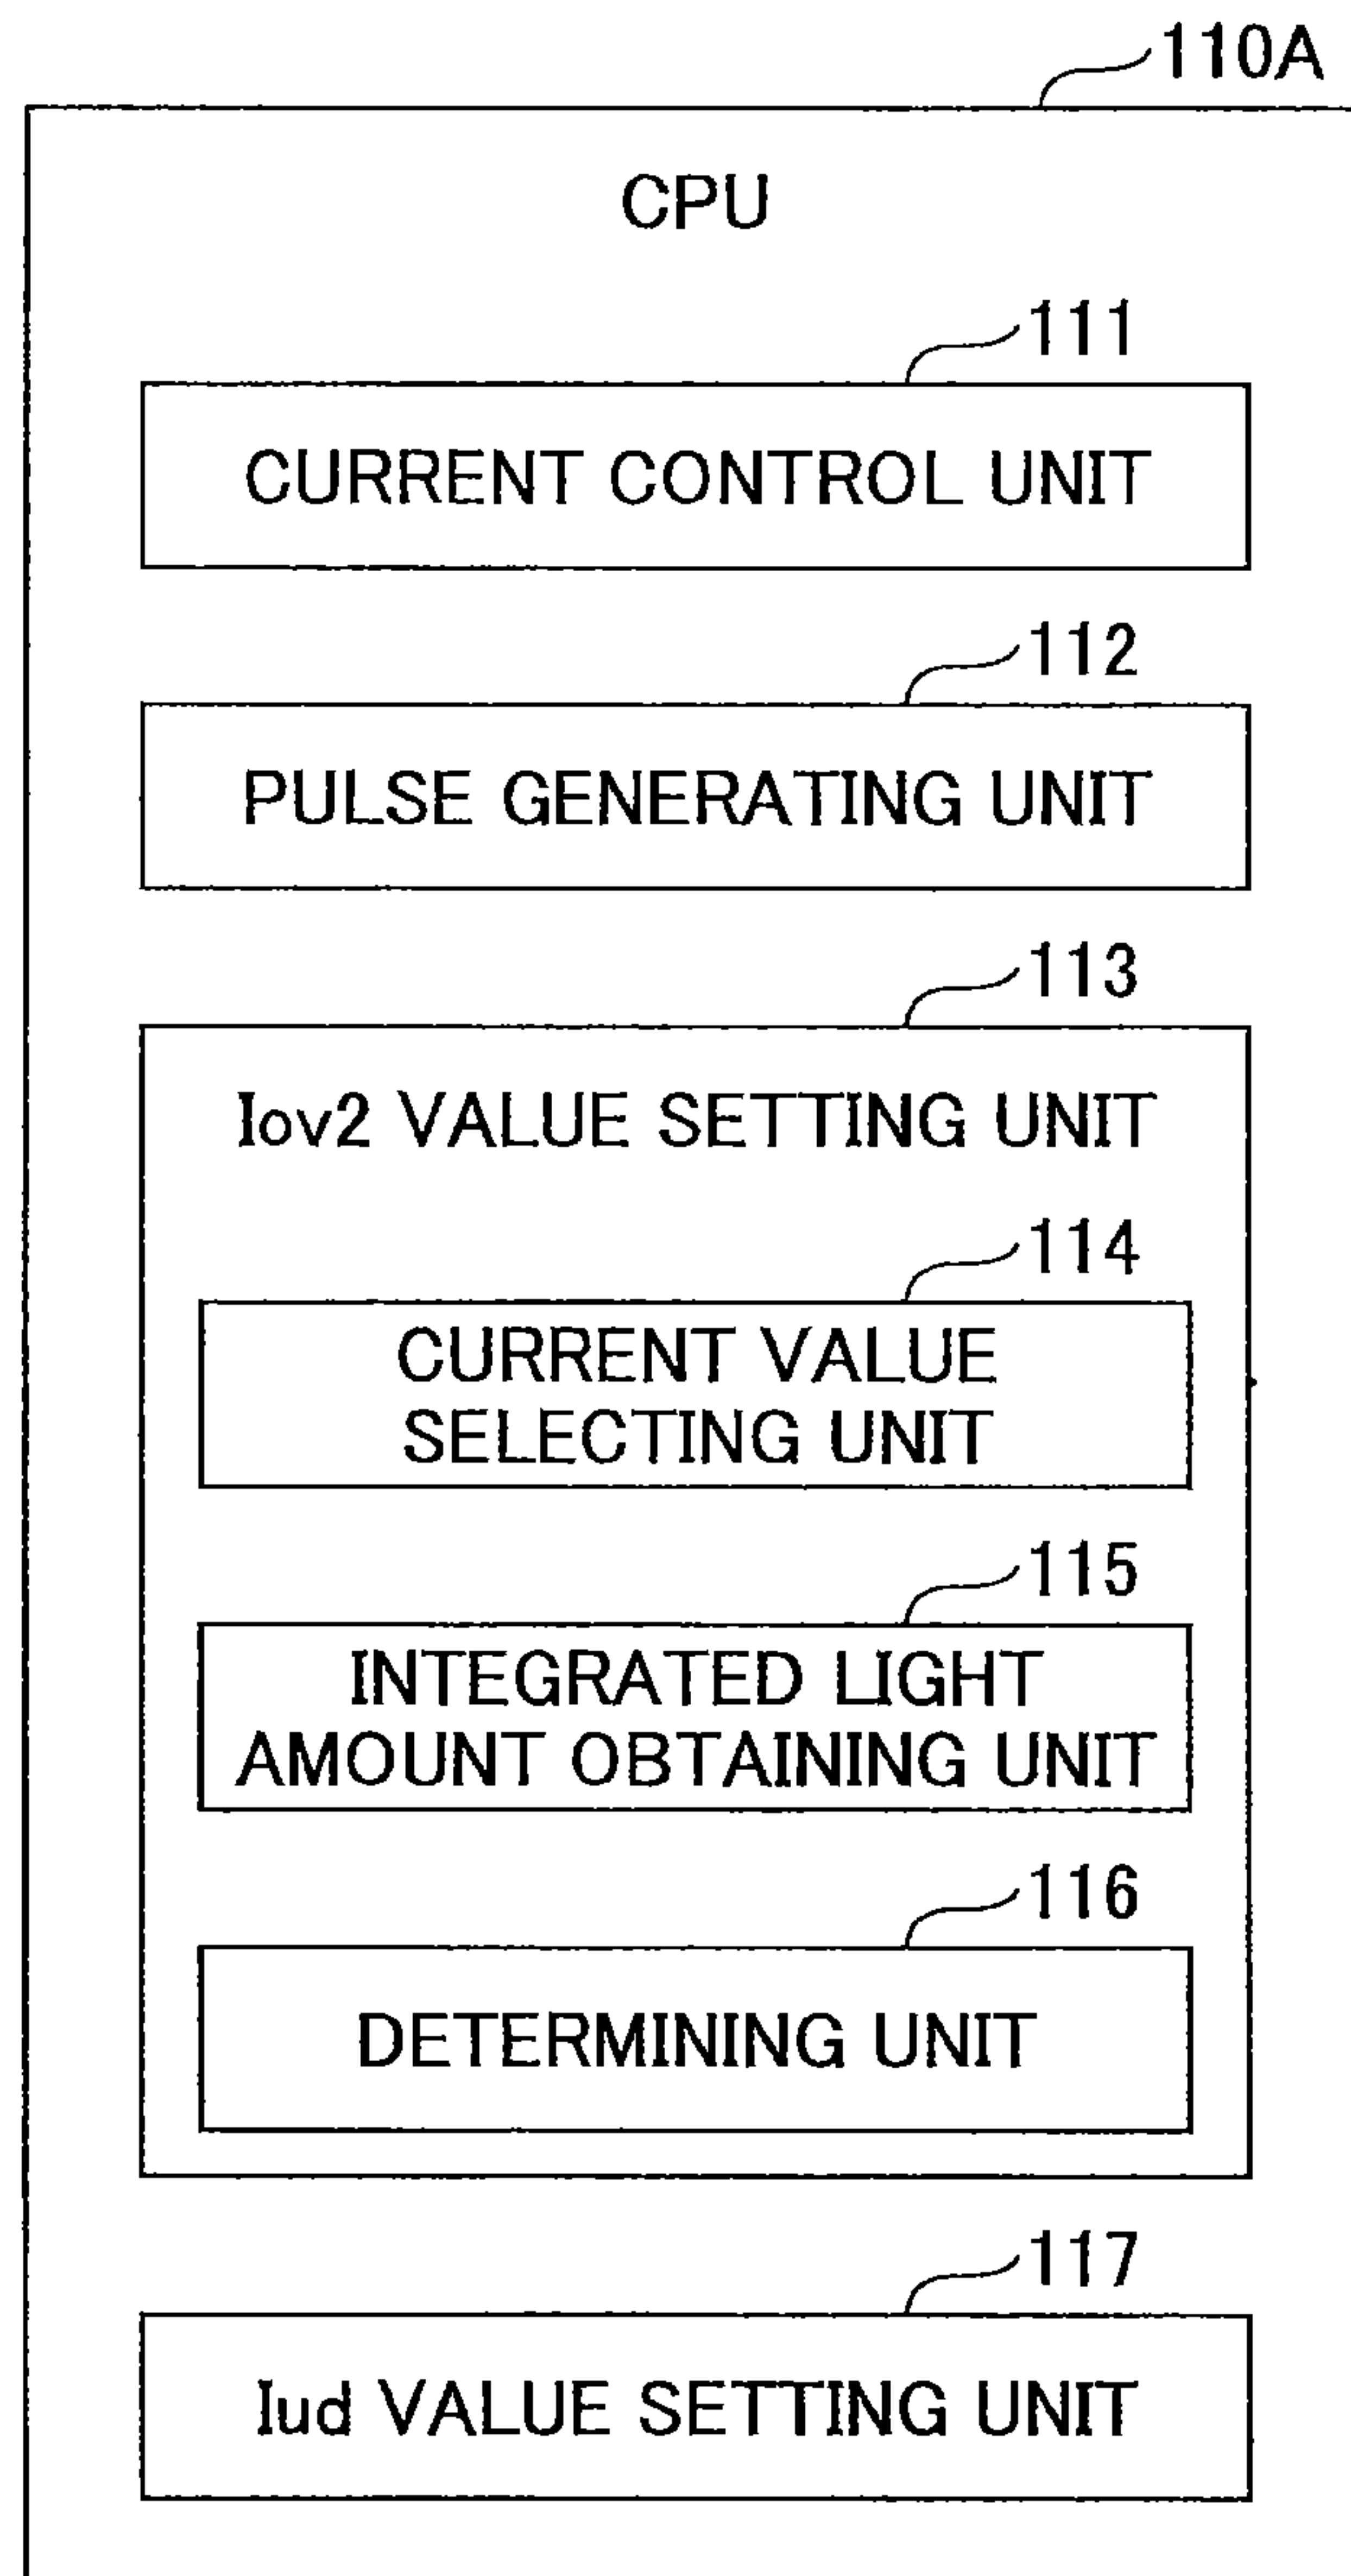 110A
CPU
111
CURRENT CONTROL UNIT
112
PULSE GENERATING UNIT
113
Iov2 VALUE SETTING UNIT
114
CURRENT VALUE
SELECTING UNIT
115
INTEGRATED LIGHT
AMOUNT OBTAINING UNIT
116
DETERMINING UNIT
117
Iud VALUE SETTING UNIT